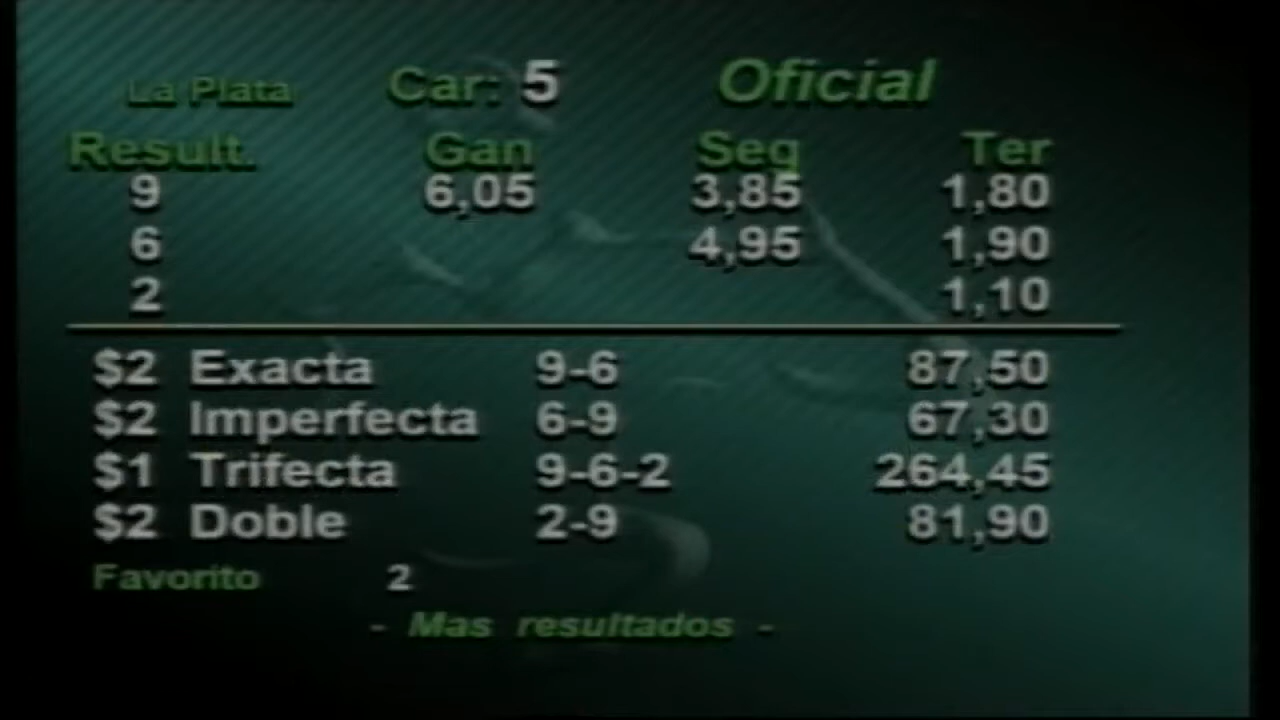 La Plata Car: 5 Oficial
Result. Gan Seg Ter
9 6,05 3,85 1,80
6 4,95 1,90
2 1,10
$2 Exacta 9-6 87,50
$2 Imperfecta 6-9 67,30
$1 Trifecta 9-6-2 264,45
$2 Doble 2-9 81,90
Favorito 2
- Mas resultados -